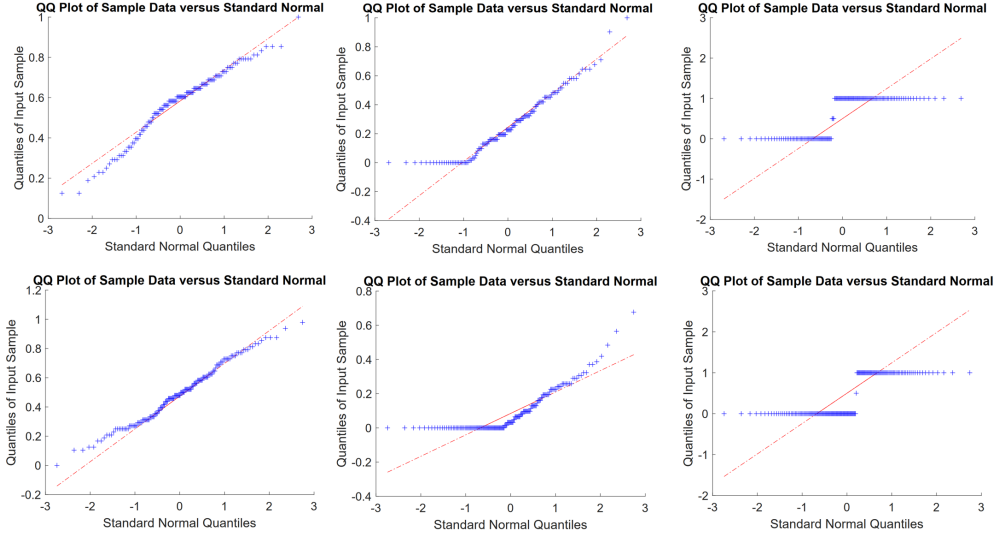 QQ Plot of Sample Data versus Standard Normal
Quantiles of Input Sample
1
0.8
0.6
0.4
0.2
0
-3 -2 -1 0 1 2 3
Standard Normal Quantiles
QQ Plot of Sample Data versus Standard Normal
Quantiles of Input Sample
1
0.8
0.6
0.4
0.2
0
-0.2
-0.4
-3 -2 -1 0 1 2 3
Standard Normal Quantiles
QQ Plot of Sample Data versus Standard Normal
Quantiles of Input Sample
3
2
1
0
-1
-2
-3 -2 -1 0 1 2 3
Standard Normal Quantiles
QQ Plot of Sample Data versus Standard Normal
Quantiles of Input Sample
1.2
1
0.8
0.6
0.4
0.2
0
-0.2
-3 -2 -1 0 1 2 3
Standard Normal Quantiles
QQ Plot of Sample Data versus Standard Normal
Quantiles of Input Sample
0.8
0.6
0.4
0.2
0
-0.2
-0.4
-3 -2 -1 0 1 2 3
Standard Normal Quantiles
QQ Plot of Sample Data versus Standard Normal
Quantiles of Input Sample
3
2
1
0
-1
-2
-3 -2 -1 0 1 2 3
Standard Normal Quantiles